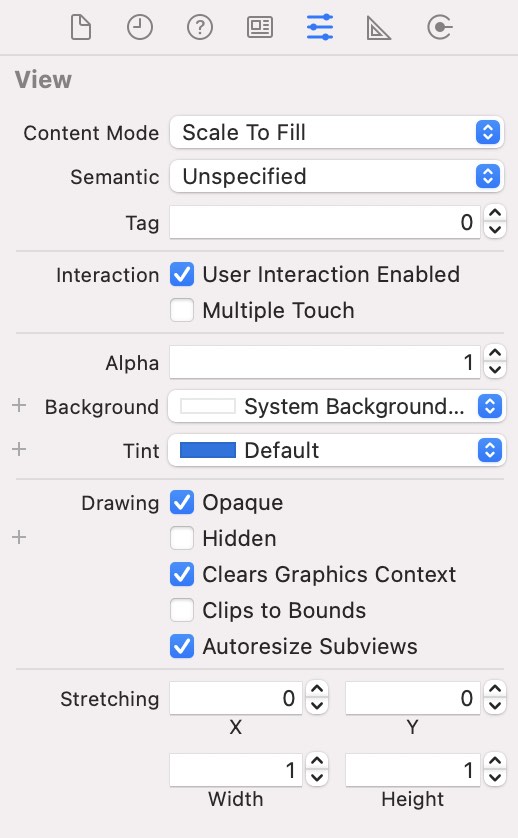 View
Content Mode Scale To Fill
Semantic Unspecified
Tag 0
Interaction User Interaction Enabled
Multiple Touch
Alpha 1
+ Background System Background...
+ Tint Default
Drawing Opaque
+ Hidden
Clears Graphics Context
Clips to Bounds
Autoresize Subviews
Stretching 0 0
X Y
1 1
Width Height